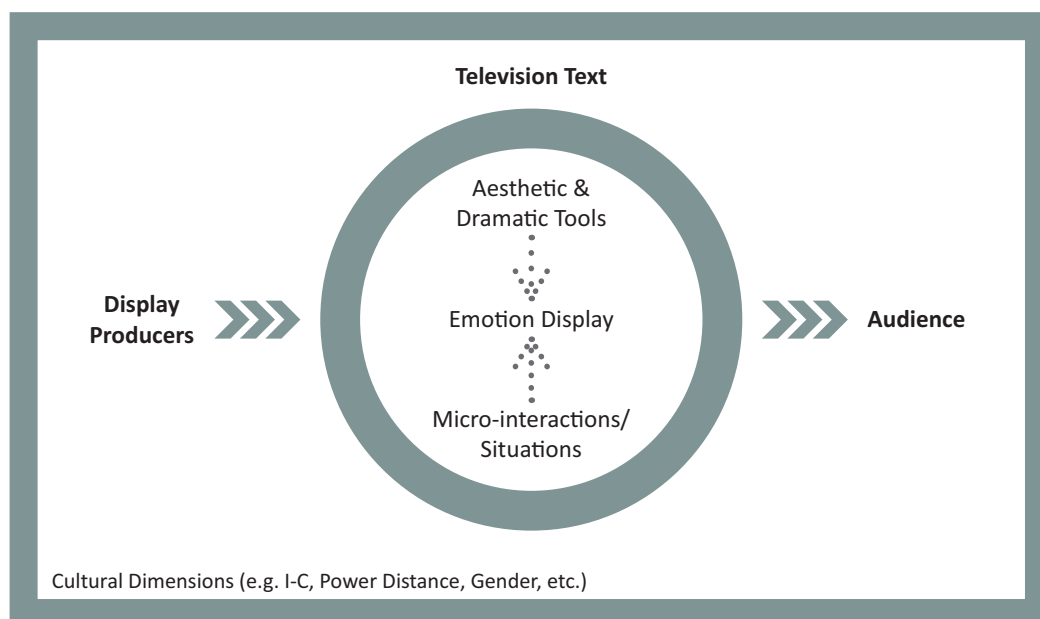 Television Text
Aesthetic &
Dramatic Tools
Display
Producers
Emotion Display
Audience
Micro-interactions/
Situations
Cultural Dimensions (e.g. I-C, Power Distance, Gender, etc.)